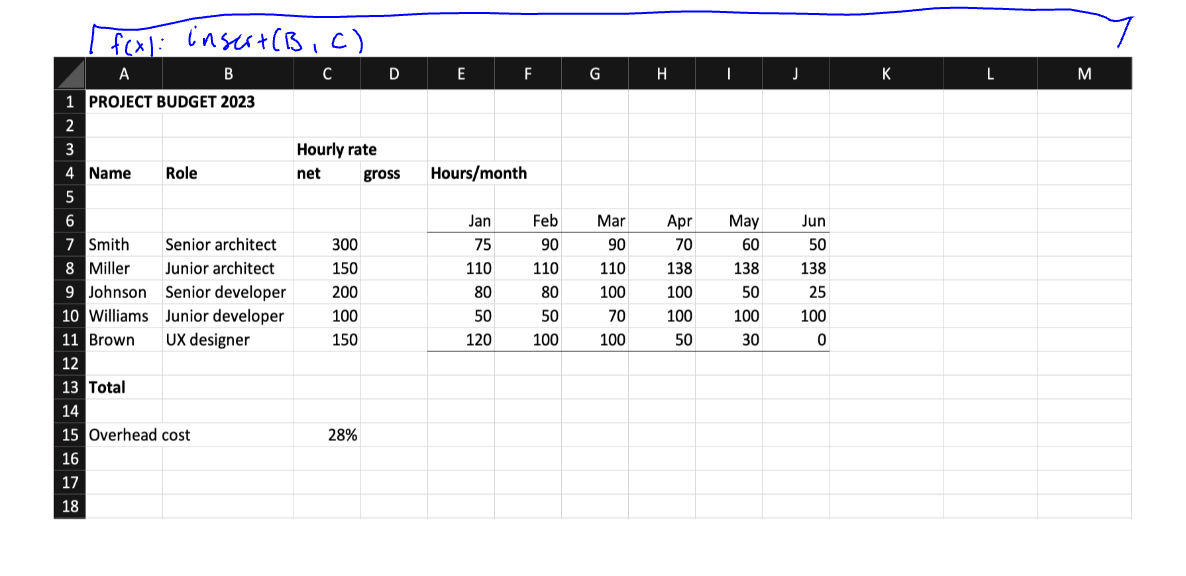 f(x): insert(B, C)
A B C D E F G H I J K L M
1 PROJECT BUDGET 2023
2
3 Hourly rate
4 Name Role net gross Hours/month
5
6 Jan Feb Mar Apr May Jun
7 Smith Senior architect 300 75 90 90 70 60 50
8 Miller Junior architect 150 110 110 110 138 138 138
9 Johnson Senior developer 200 80 80 100 100 50 25
10 Williams Junior developer 100 50 50 70 100 100 100
11 Brown UX designer 150 120 100 100 50 30 0
12
13 Total
14
15 Overhead cost 28%
16
17
18